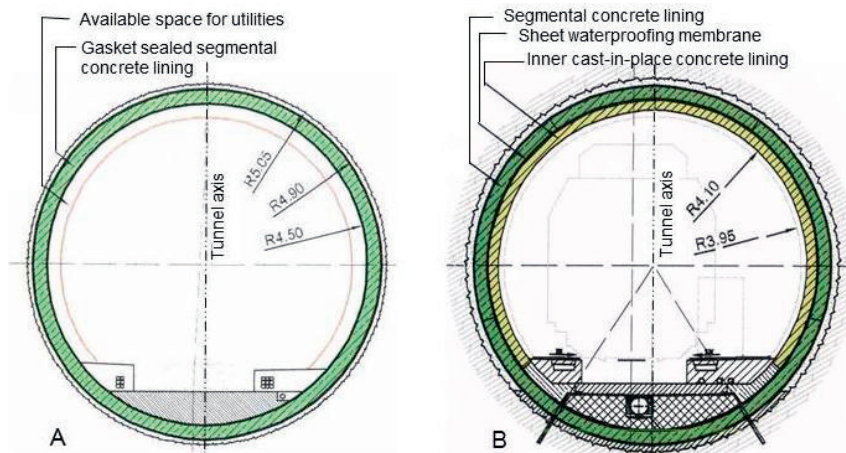 Available space for utilities
Gasket sealed segmental
concrete lining
R5.05
R4.90
R4.50
Tunnel axis
A
Segmental concrete lining
Sheet waterproofing membrane
Inner cast-in-place concrete lining
R4.10
R3.95
Tunnel axis
B